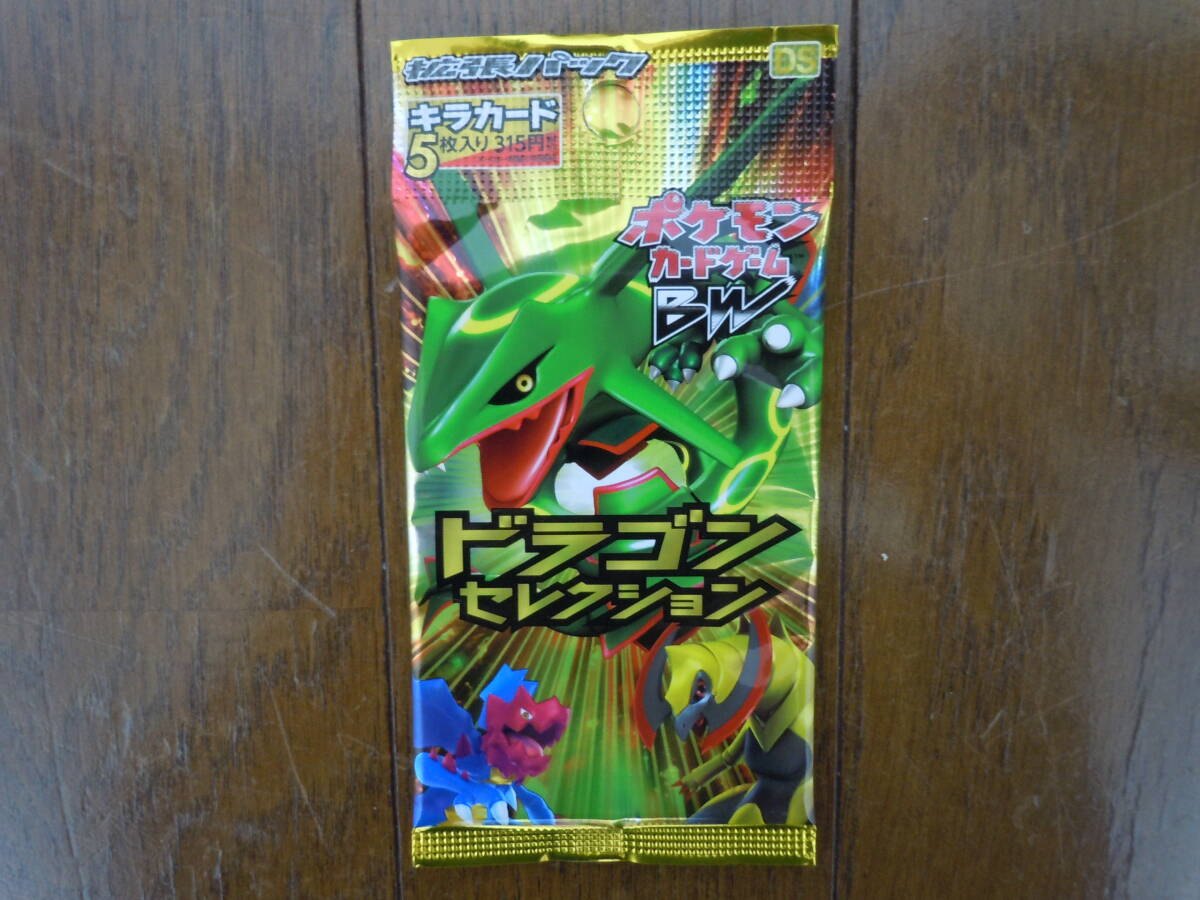 拡張パック
DS
キラカード
5枚入り 315円
ポケモン
カードゲーム
BW
ドラゴン
セレクション